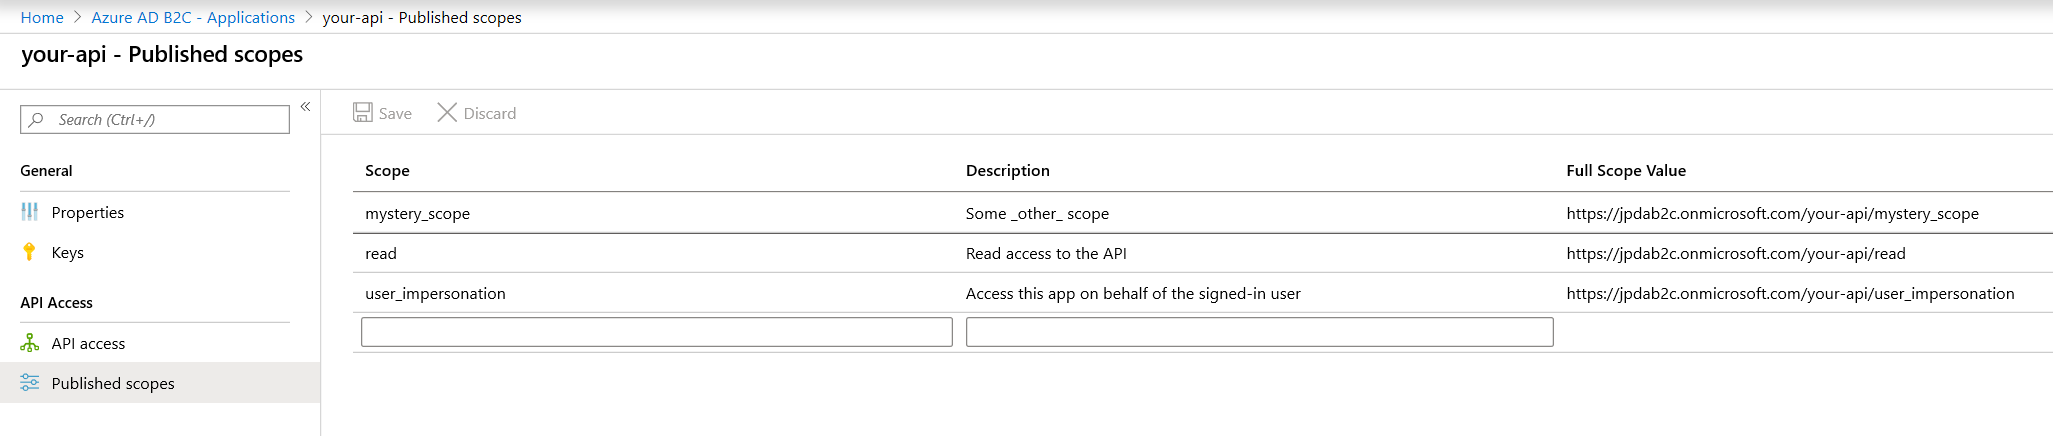 Home > Azure AD B2C - Applications > your-api - Published scopes
your-api - Published scopes
Search (Ctrl+/)
«
General
Properties
Keys
API Access
API access
Published scopes
Save Discard
Scope Description Full Scope Value
mystery_scope Some _other_ scope https://jpdab2c.onmicrosoft.com/your-api/mystery_scope
read Read access to the API https://jpdab2c.onmicrosoft.com/your-api/read
user_impersonation Access this app on behalf of the signed-in user https://jpdab2c.onmicrosoft.com/your-api/user_impersonation